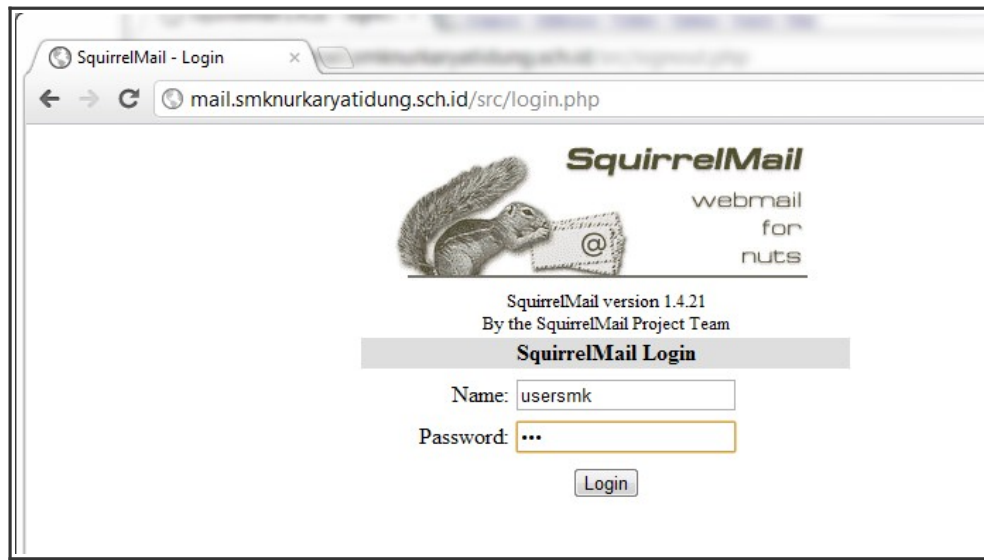 SquirrelMail - Login
mail.smknurkaryatidung.sch.id/src/login.php
SquirrelMail
webmail
for
nuts
@
SquirrelMail version 1.4.21
By the SquirrelMail Project Team
SquirrelMail Login
Name: usersmk
Password: •••
Login